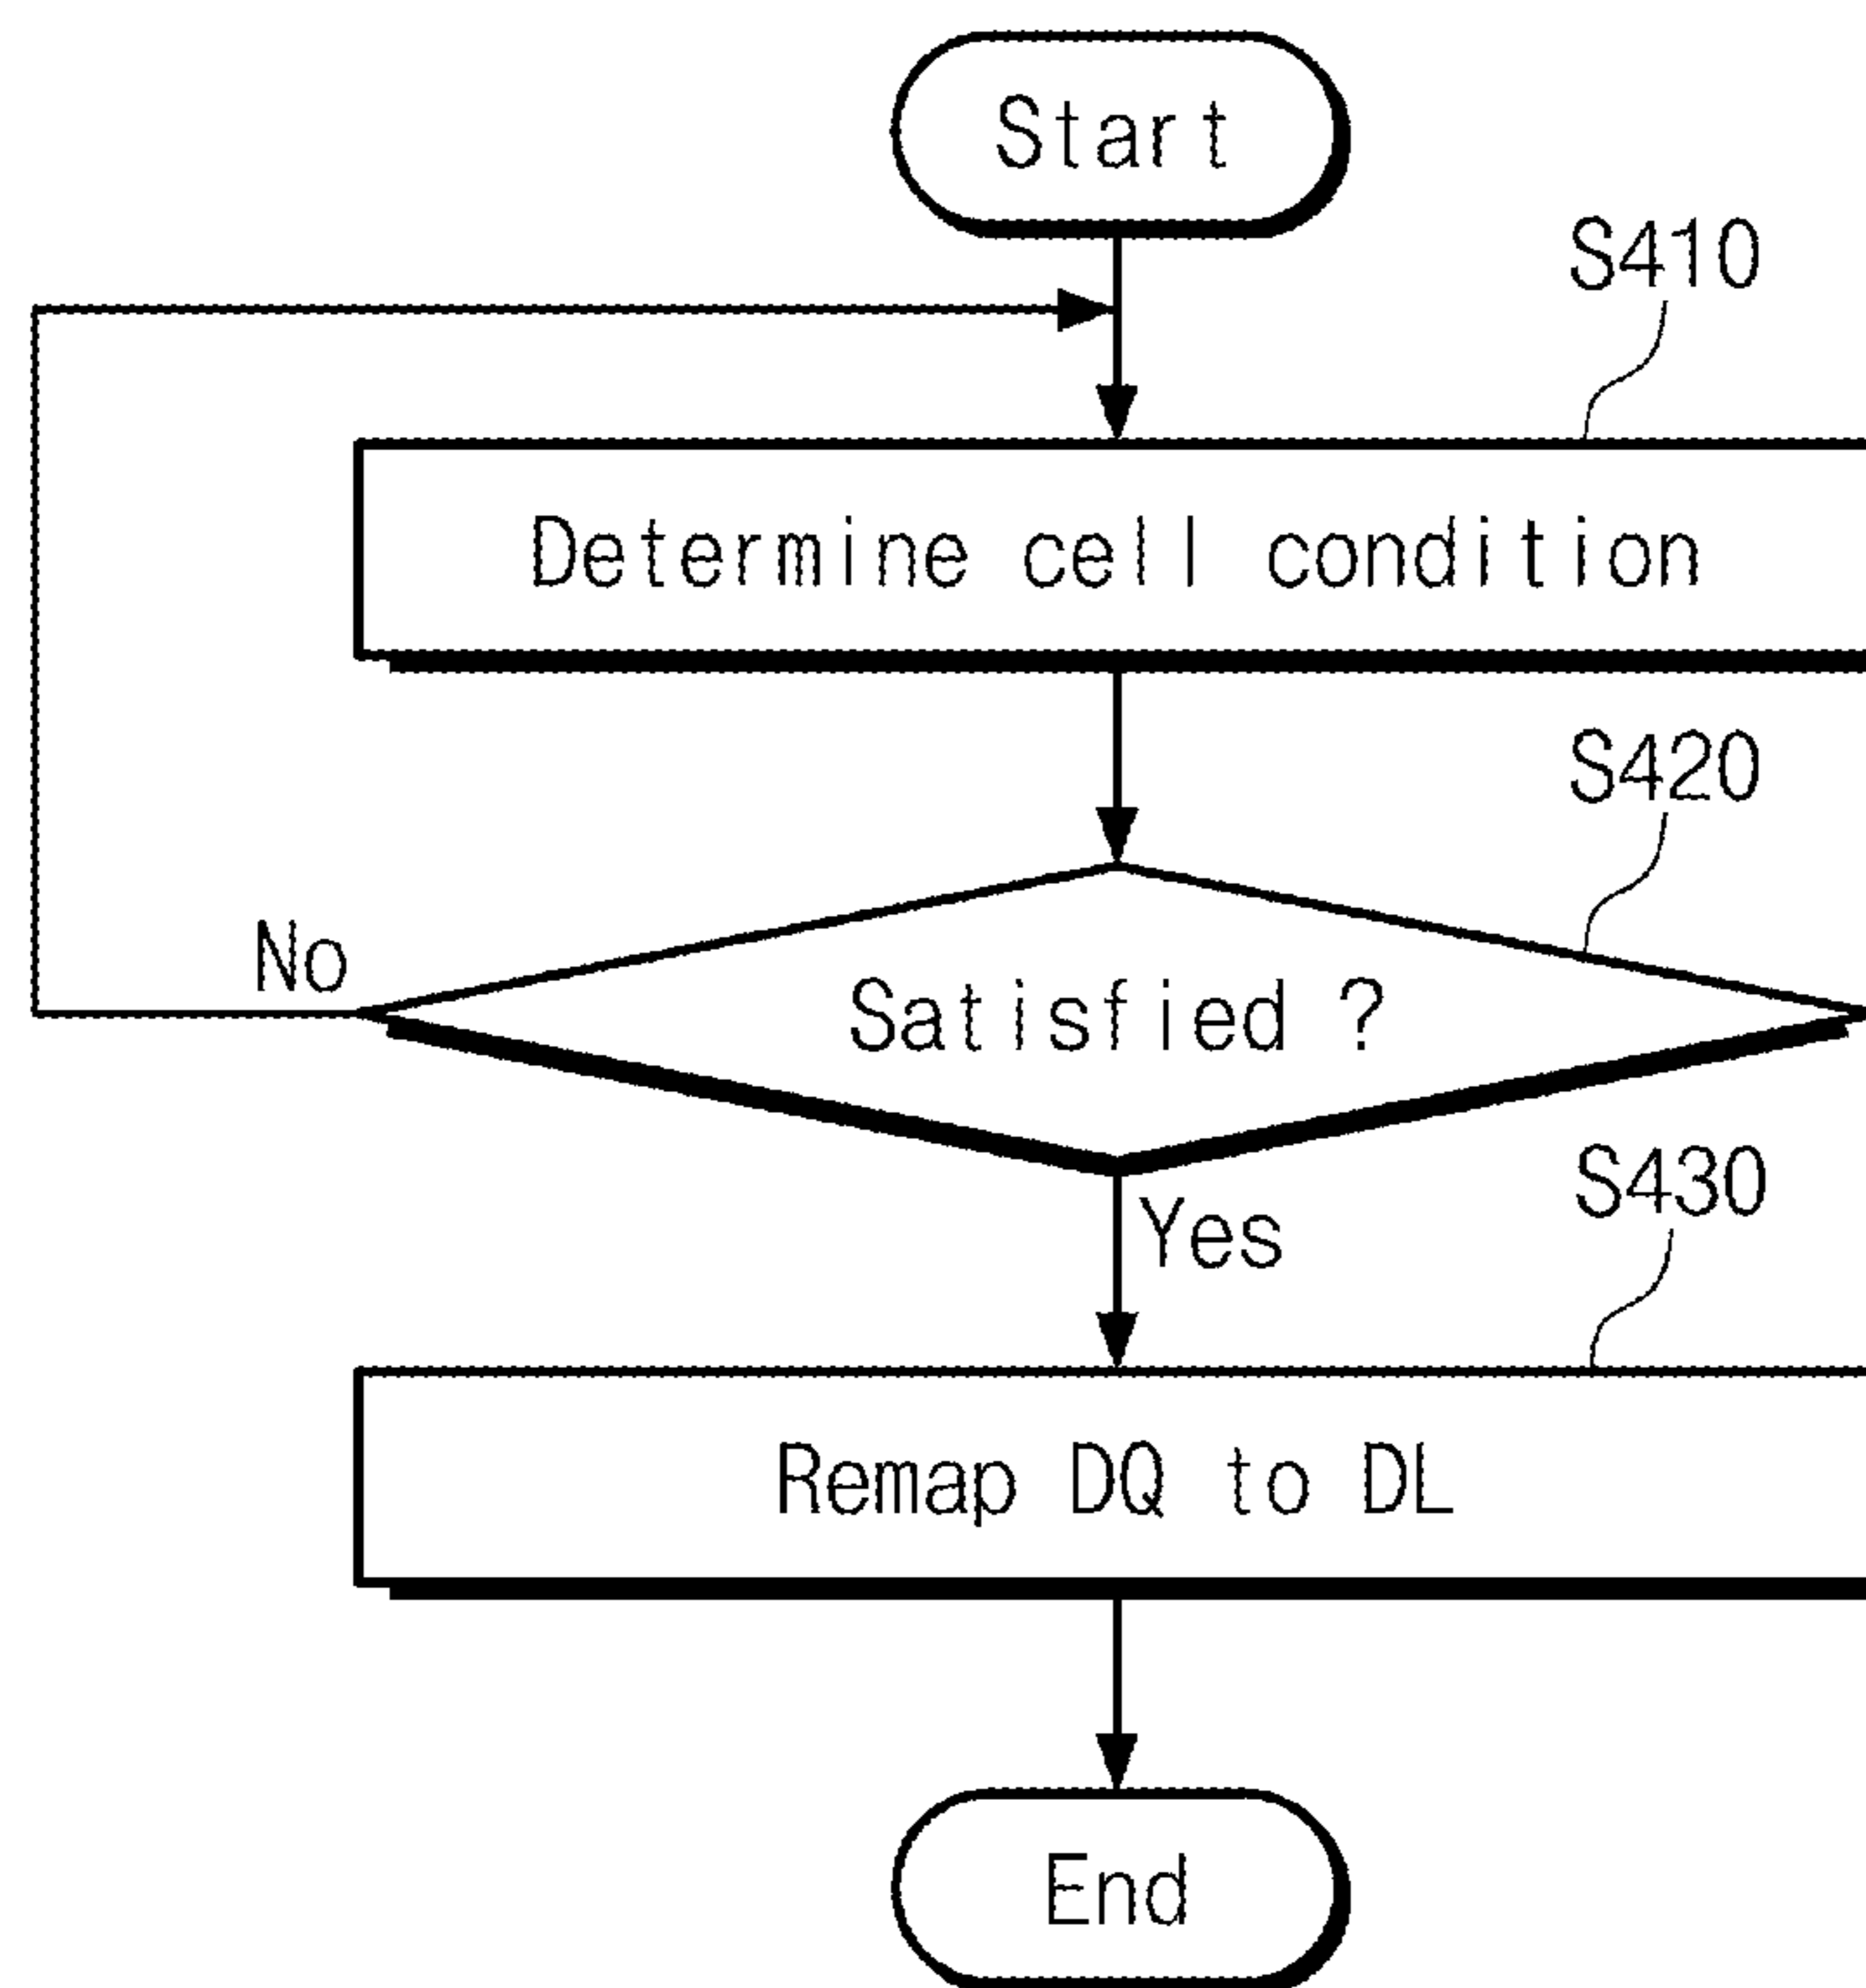 Start
S410
Determine cell condition
S420
No
Satisfied ?
S430
Yes
Remap DQ to DL
End